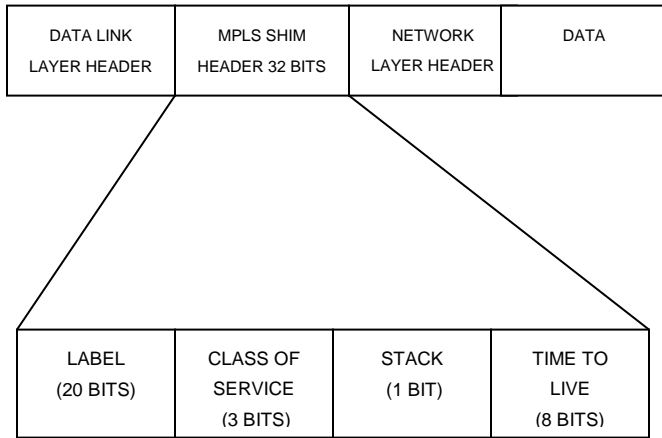 DATA LINK
LAYER HEADER
MPLS SHIM
HEADER 32 BITS
NETWORK
LAYER HEADER
DATA
LABEL
(20 BITS)
CLASS OF
SERVICE
(3 BITS)
STACK
(1 BIT)
TIME TO
LIVE
(8 BITS)